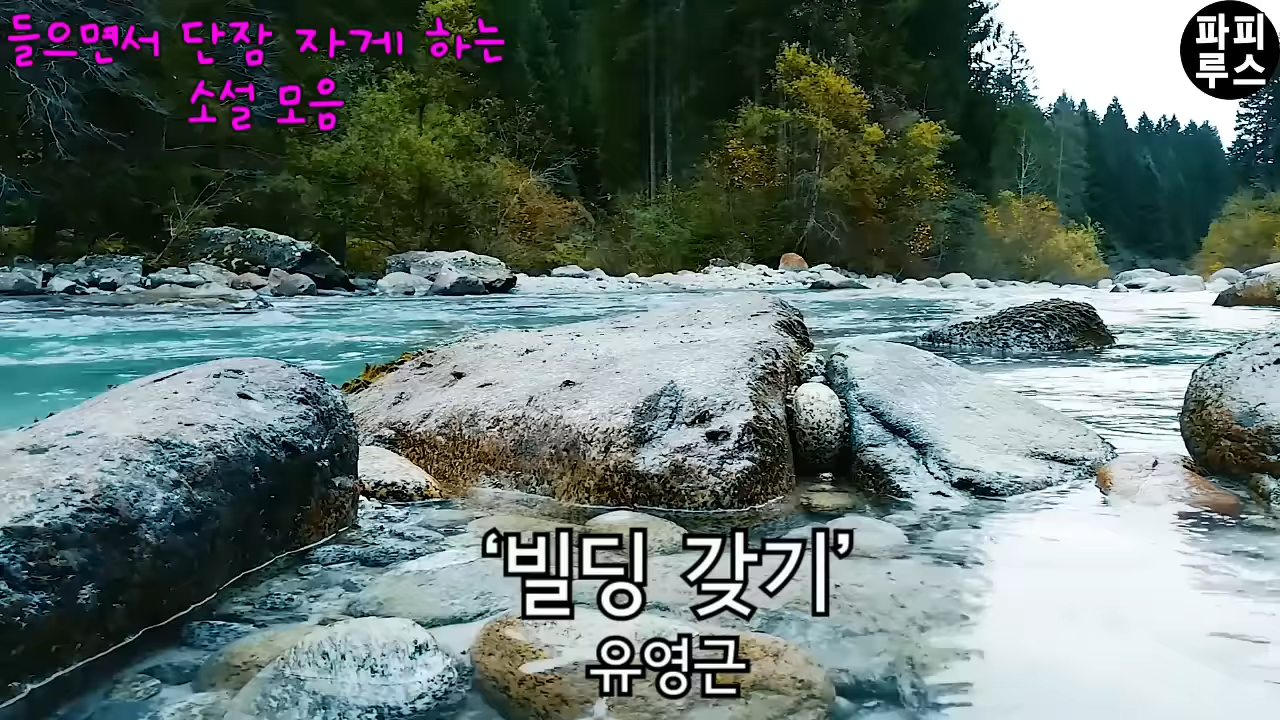 들으면서 단잠 자게 하는
소설 모음
파피
루스
‘빌딩 갖기’
유영근